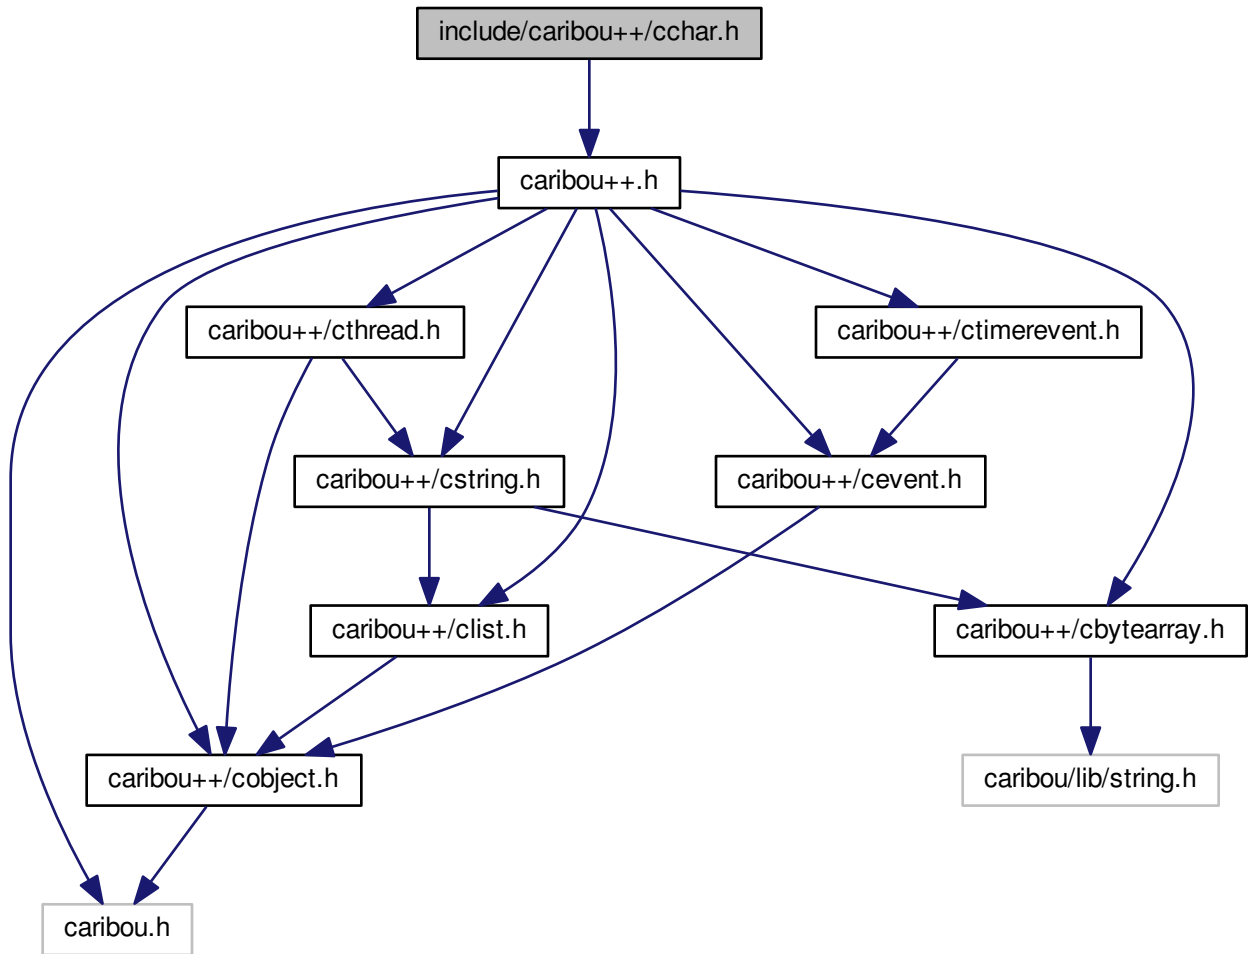 include/caribou++/cchar.h
caribou++.h
caribou++/cthread.h
caribou++/ctimerevent.h
caribou++/cstring.h
caribou++/cevent.h
caribou++/clist.h
caribou++/cbytearray.h
caribou++/cobject.h
caribou/lib/string.h
caribou.h